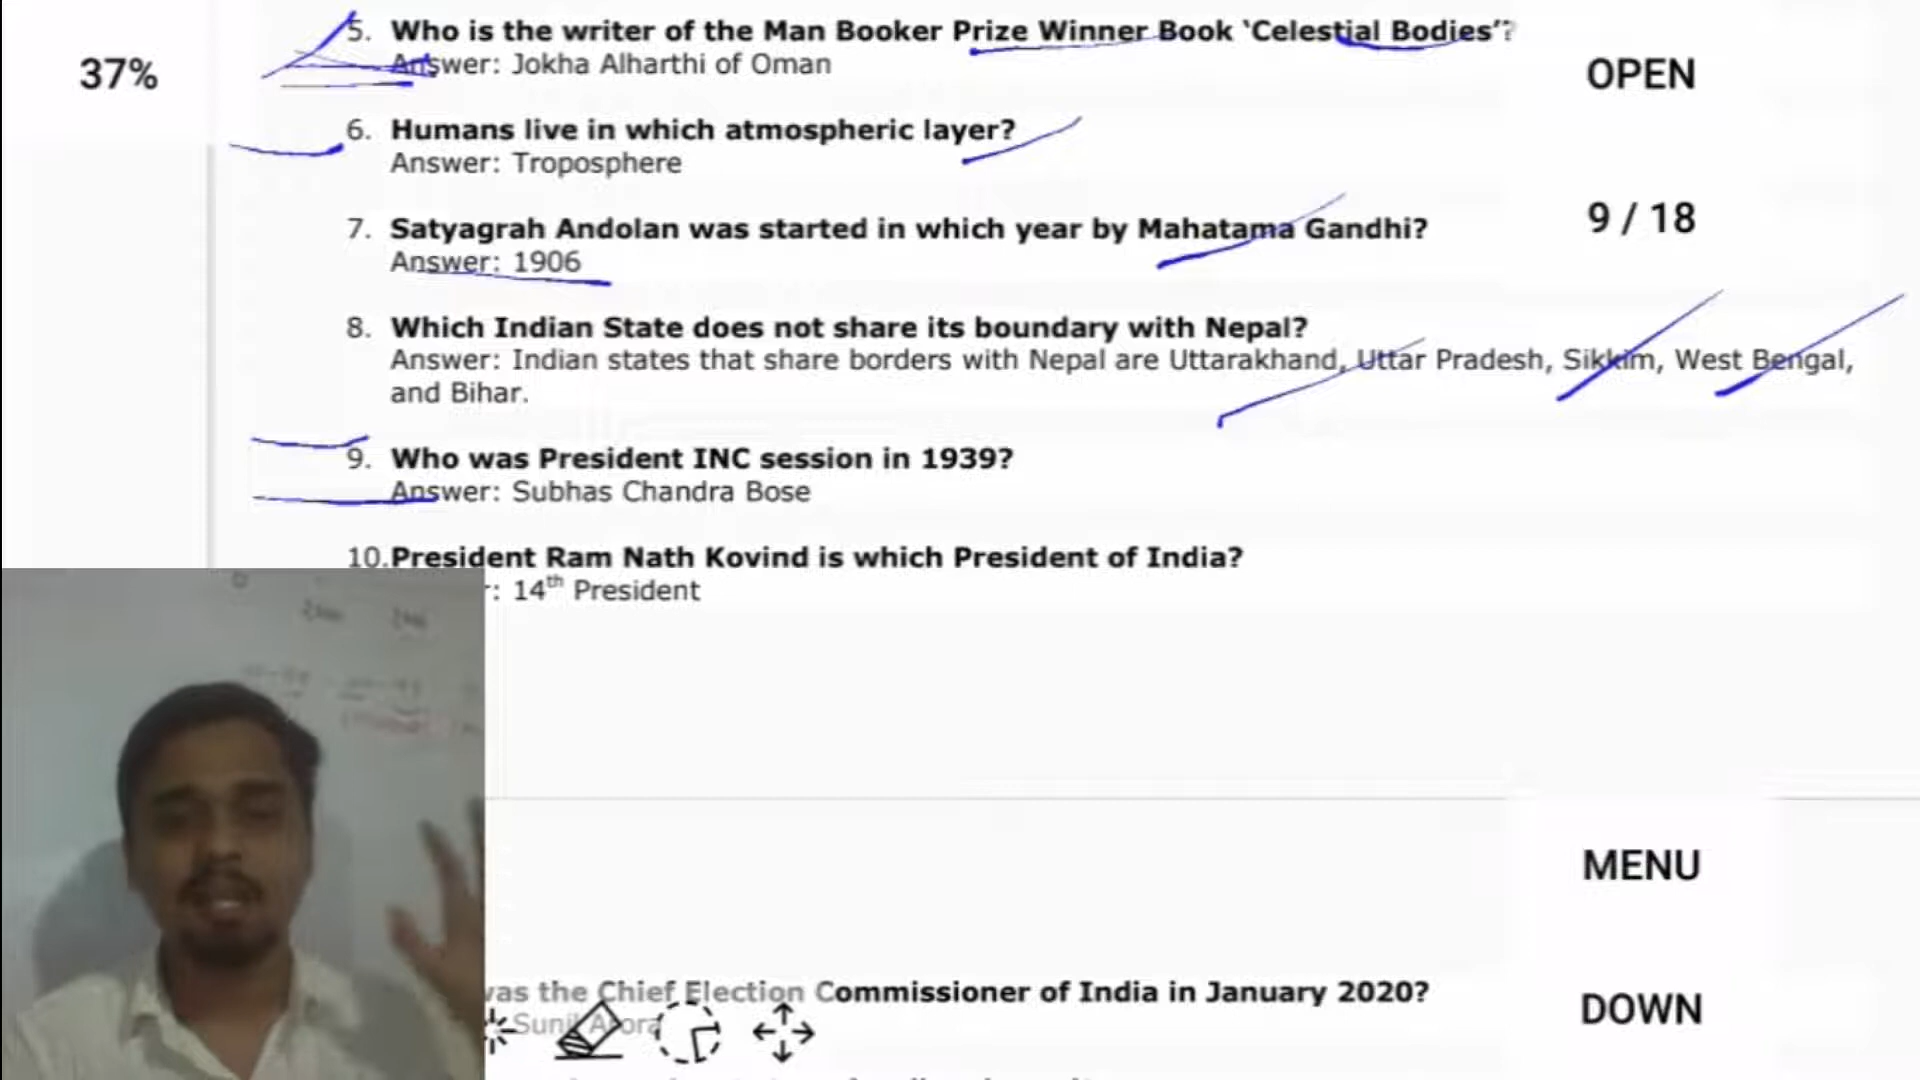 37%
5. Who is the writer of the Man Booker Prize Winner Book ‘Celestial Bodies’?
Answer: Jokha Alharthi of Oman
OPEN
6. Humans live in which atmospheric layer?
Answer: Troposphere
7. Satyagrah Andolan was started in which year by Mahatama Gandhi?
Answer: 1906
9 / 18
8. Which Indian State does not share its boundary with Nepal?
Answer: Indian states that share borders with Nepal are Uttarakhand, Uttar Pradesh, Sikkim, West Bengal,
and Bihar.
9. Who was President INC session in 1939?
Answer: Subhas Chandra Bose
10. President Ram Nath Kovind is which President of India?
r: 14th President
MENU
was the Chief Election Commissioner of India in January 2020?
Sunil Arora
DOWN